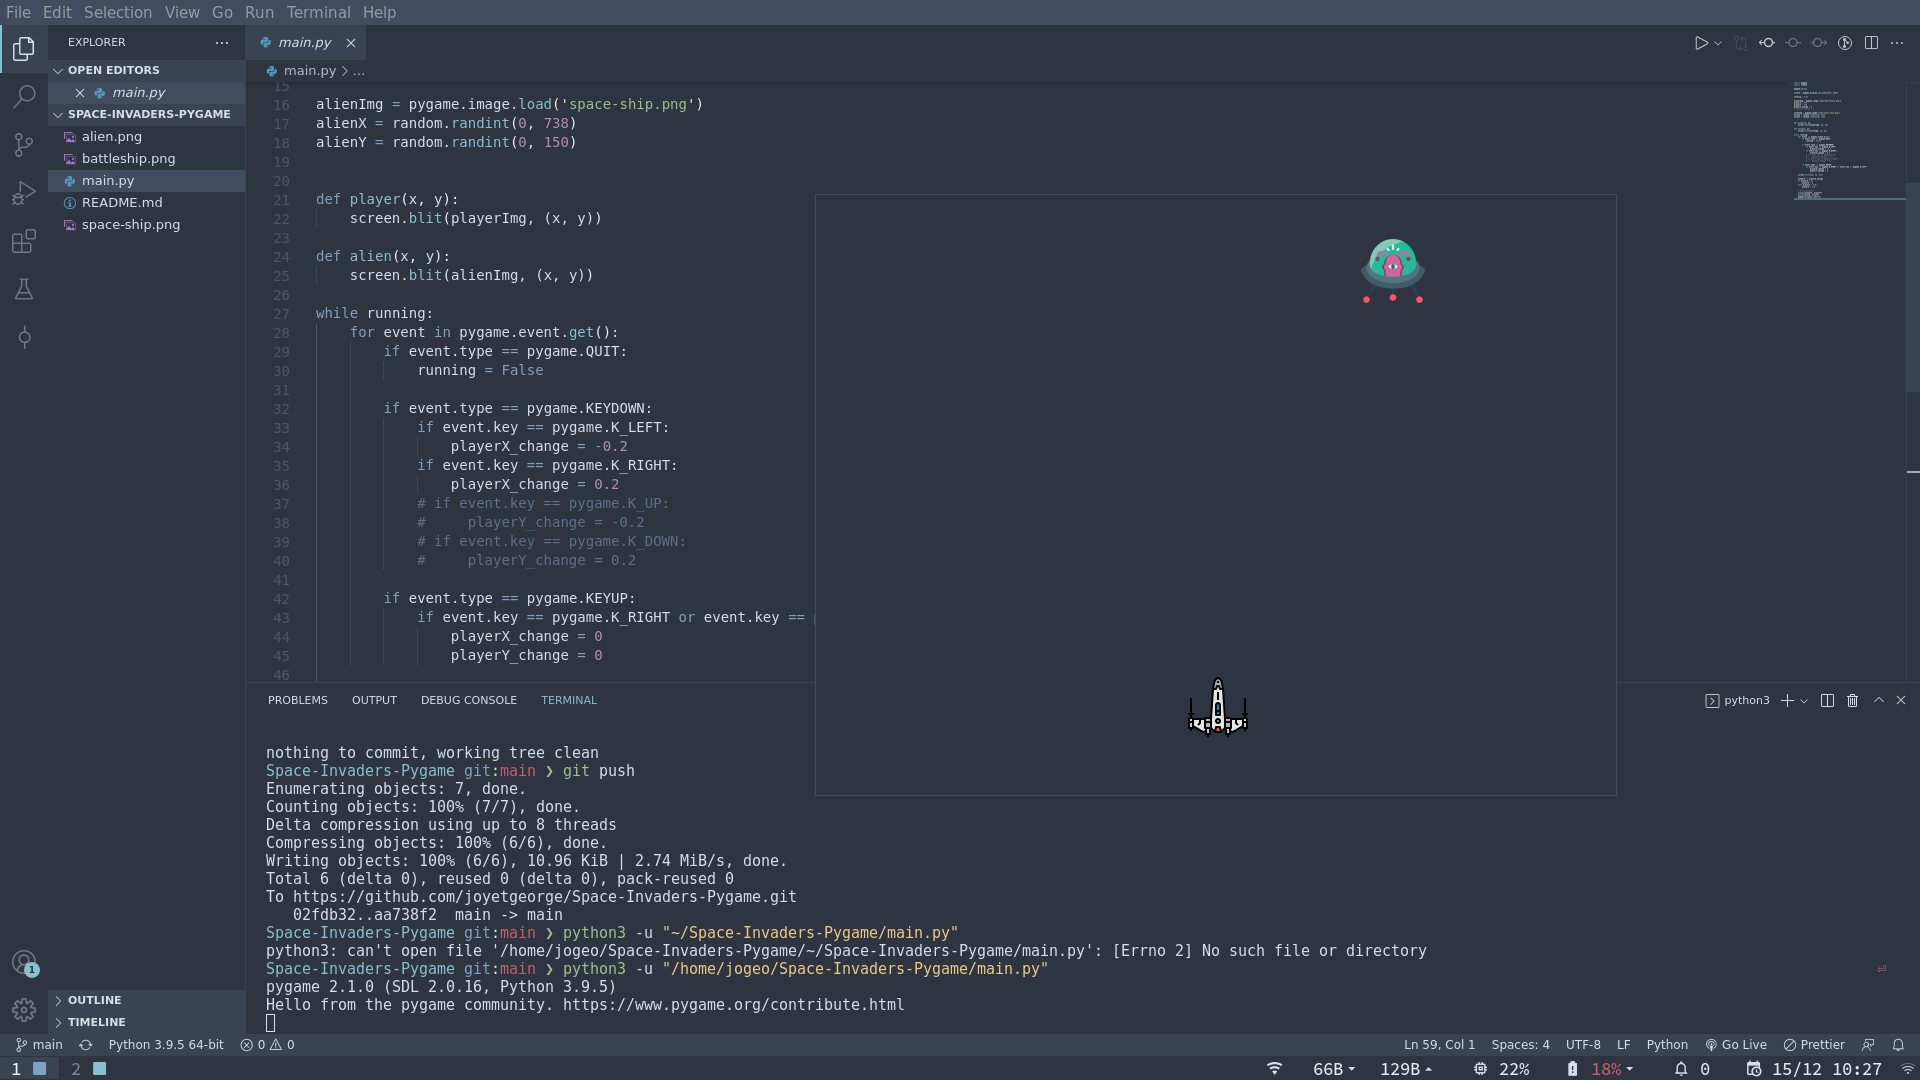 File Edit Selection View Go Run Terminal Help
EXPLORER
main.py
OPEN EDITORS
main.py
SPACE-INVADERS-PYGAME
alien.png
battleship.png
main.py
README.md
space-ship.png
OUTLINE
TIMELINE
main.py > ...
15
16 alienImg = pygame.image.load('space-ship.png')
17 alienX = random.randint(0, 738)
18 alienY = random.randint(0, 150)
19
20
21 def player(x, y):
22 screen.blit(playerImg, (x, y))
23
24 def alien(x, y):
25 screen.blit(alienImg, (x, y))
26
27 while running:
28 for event in pygame.event.get():
29 if event.type == pygame.QUIT:
30 running = False
31
32 if event.type == pygame.KEYDOWN:
33 if event.key == pygame.K_LEFT:
34 playerX_change = -0.2
35 if event.key == pygame.K_RIGHT:
36 playerX_change = 0.2
37 # if event.key == pygame.K_UP:
38 #     playerY_change = -0.2
39 # if event.key == pygame.K_DOWN:
40 #     playerY_change = 0.2
41
42 if event.type == pygame.KEYUP:
43 if event.key == pygame.K_RIGHT or event.key ==
44 playerX_change = 0
45 playerY_change = 0
46
PROBLEMS OUTPUT DEBUG CONSOLE TERMINAL
python3
nothing to commit, working tree clean
Space-Invaders-Pygame git:main ❯ git push
Enumerating objects: 7, done.
Counting objects: 100% (7/7), done.
Delta compression using up to 8 threads
Compressing objects: 100% (6/6), done.
Writing objects: 100% (6/6), 10.96 KiB | 2.74 MiB/s, done.
Total 6 (delta 0), reused 0 (delta 0), pack-reused 0
To https://github.com/joyetgeorge/Space-Invaders-Pygame.git
02fdb32..aa738f2  main -> main
Space-Invaders-Pygame git:main ❯ python3 -u "~/Space-Invaders-Pygame/main.py"
python3: can't open file '/home/jogeo/Space-Invaders-Pygame/~/Space-Invaders-Pygame/main.py': [Errno 2] No such file or directory
Space-Invaders-Pygame git:main ❯ python3 -u "/home/jogeo/Space-Invaders-Pygame/main.py"
pygame 2.1.0 (SDL 2.0.16, Python 3.9.5)
Hello from the pygame community. https://www.pygame.org/contribute.html
1
main Python 3.9.5 64-bit 0 0 Ln 59, Col 1 Spaces: 4 UTF-8 LF Python Go Live Prettier
1 2 66B 129B 22% 18% 0 15/12 10:27